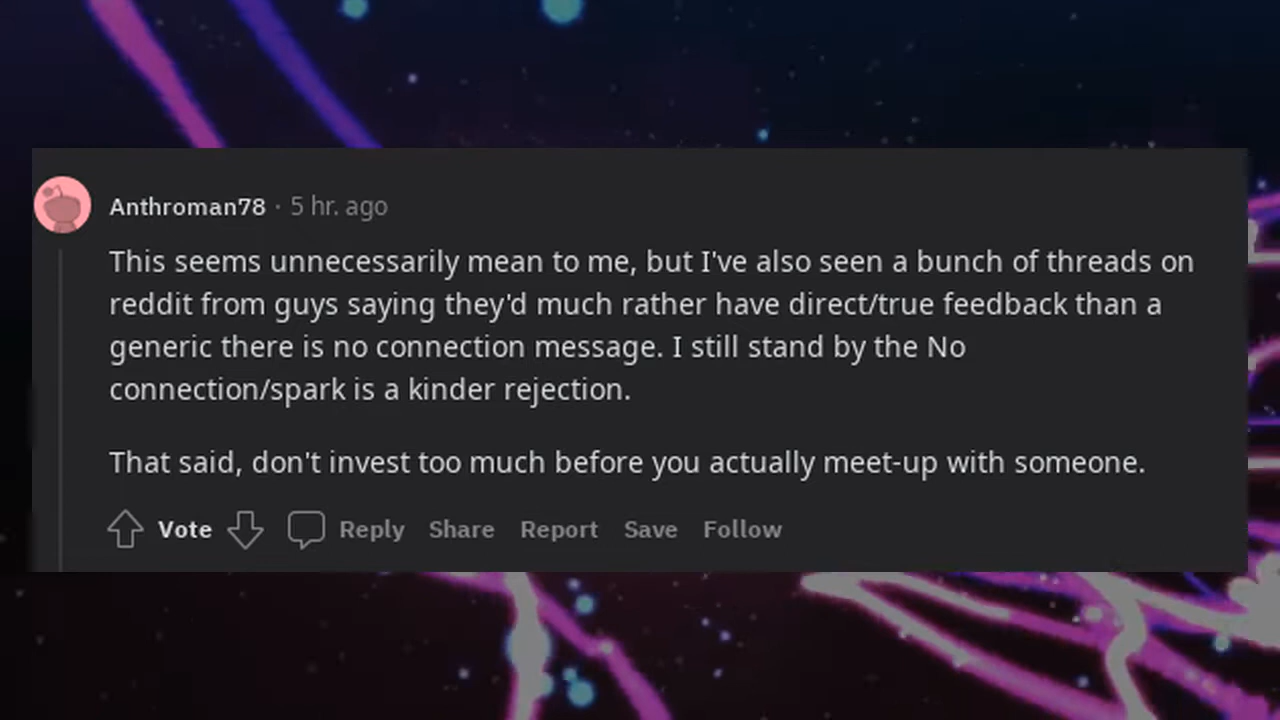 Anthroman78 · 5 hr. ago
This seems unnecessarily mean to me, but I've also seen a bunch of threads on
reddit from guys saying they'd much rather have direct/true feedback than a
generic there is no connection message. I still stand by the No
connection/spark is a kinder rejection.
That said, don't invest too much before you actually meet-up with someone.
Vote Reply Share Report Save Follow